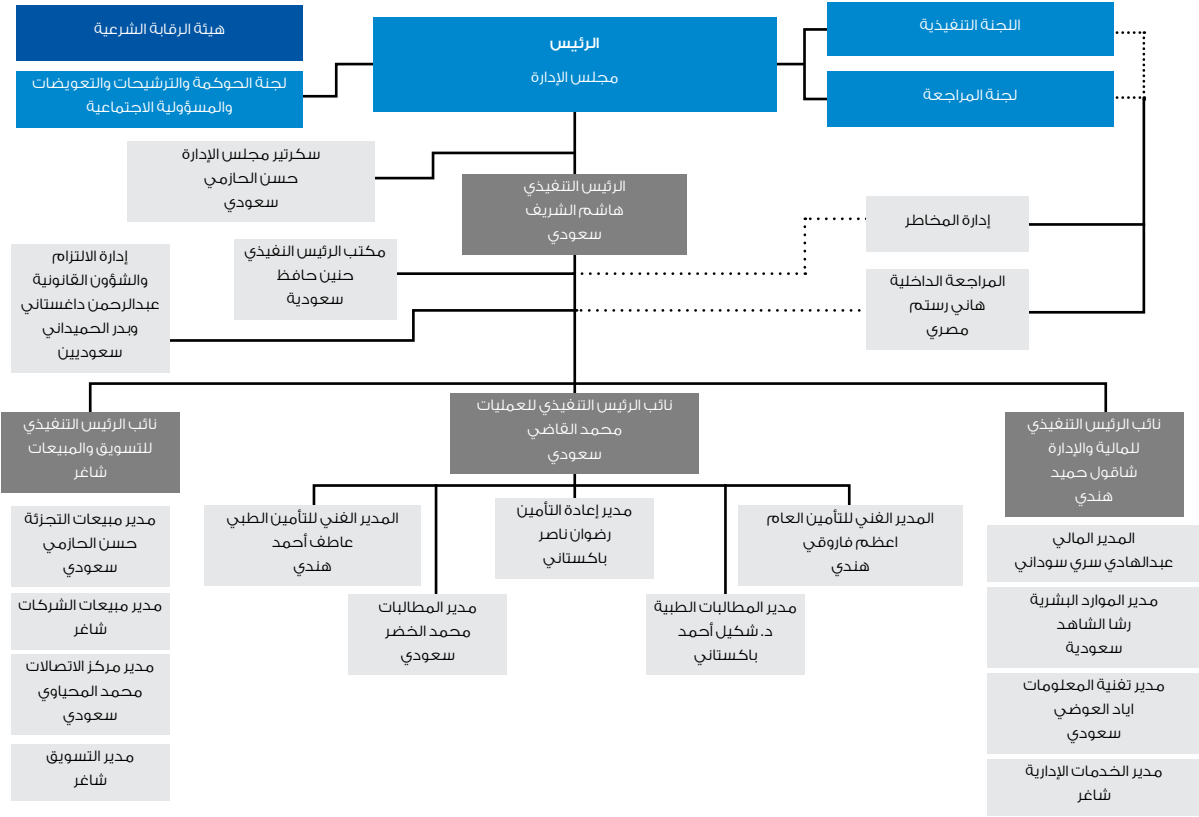 هيئة الرقابة الشرعية
لجنة الحوكمة والترشيحات والتعويضات
والمسؤولية الاجتماعية
الرئيس
مجلس الإدارة
اللجنة التنفيذية
لجنة المراجعة
سكرتير مجلس الإدارة
حسن الحازمي
سعودي
الرئيس التنفيذي
هاشم الشريف
سعودي
إدارة المخاطر
المراجعة الداخلية
هاني رستم
مصري
مكتب الرئيس النفيذي
حنين حافظ
سعودية
إدارة الالتزام
والشؤون القانونية
عبدالرحمن داغستاني
وبدر الحميداني
سعوديين
نائب الرئيس التنفيذي
للمالية والإدارة
شاقول حميد
هندي
المدير المالي
عبدالهادي سري سوداني
مدير الموارد البشرية
رشا الشاهد
سعودية
مدير تفنية المعلومات
اياد العوضي
سعودي
مدير الخدمات الإدارية
شاغر
نائب الرئيس التنفيذي للعمليات
محمد القاضي
سعودي
المدير الفني للتأمين العام
اعظم فاروقي
هندي
مدير المطالبات الطبية
د. شكيل أحمد
باكستاني
مدير إعادة التأمين
رضوان ناصر
باكستاني
مدير المطالبات
محمد الخضر
سعودي
المدير الفني للتأمين الطبي
عاطف أحمد
هندي
نائب الرئيس التنفيذي
للتسويق والمبيعات
شاغر
مدير مبيعات التجزئة
حسن الحازمي
سعودي
مدير مبيعات الشركات
شاغر
مدير مركز الاتصالات
محمد المحياوي
سعودي
مدير التسويق
شاغر